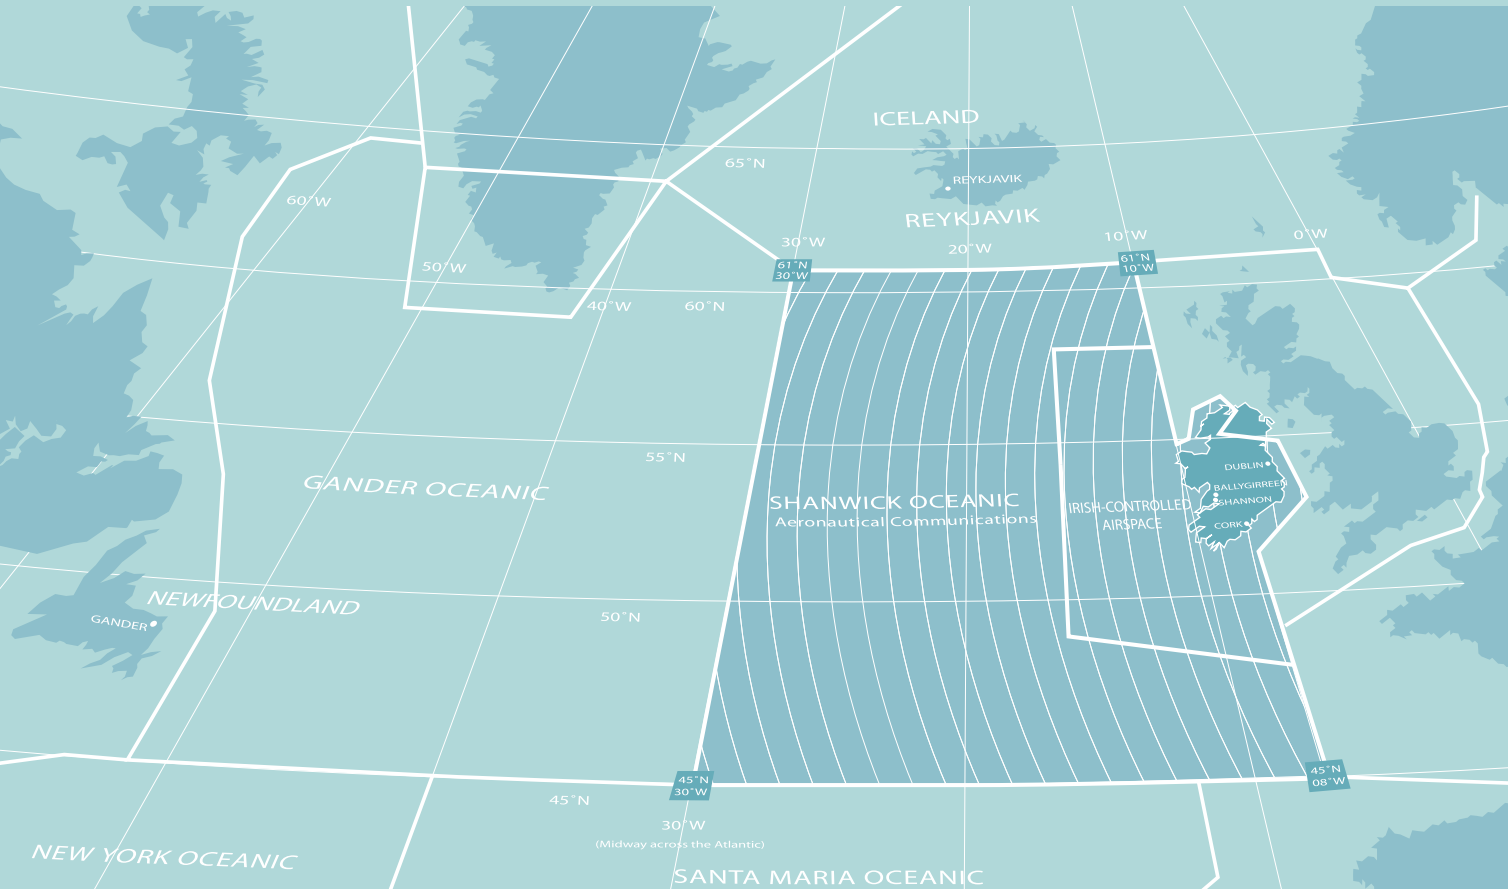 ICELAND
65°N
REYKJAVIK
60°W
REYKJAVIK
30°W
20°W
10°W
0°W
50°W
61°N
30°W
61°N
10°W
40°W
60°N
55°N
DUBLIN
GANDER OCEANIC
BALLYGIRREEN
SHANWICK OCEANIC
Aeronautical Communications
IRISH-CONTROLLED
AIRSPACE
SHANNON
CORK
NEWFOUNDLAND
GANDER
50°N
45°N
30°W
45°N
08°W
45°N
30°W
(Midway across the Atlantic)
NEW YORK OCEANIC
SANTA MARIA OCEANIC